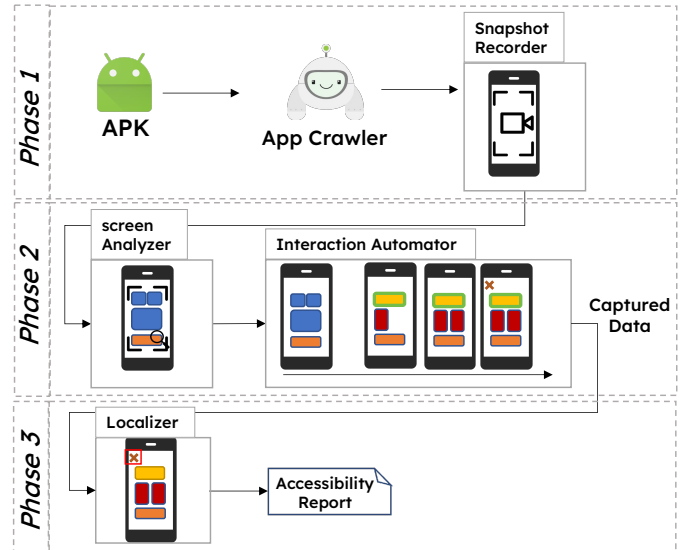 Phase 1
APK
App Crawler
Snapshot
Recorder
Phase 2
screen
Analyzer
Interaction Automator
Captured
Data
Phase 3
Localizer
Accessibility
Report